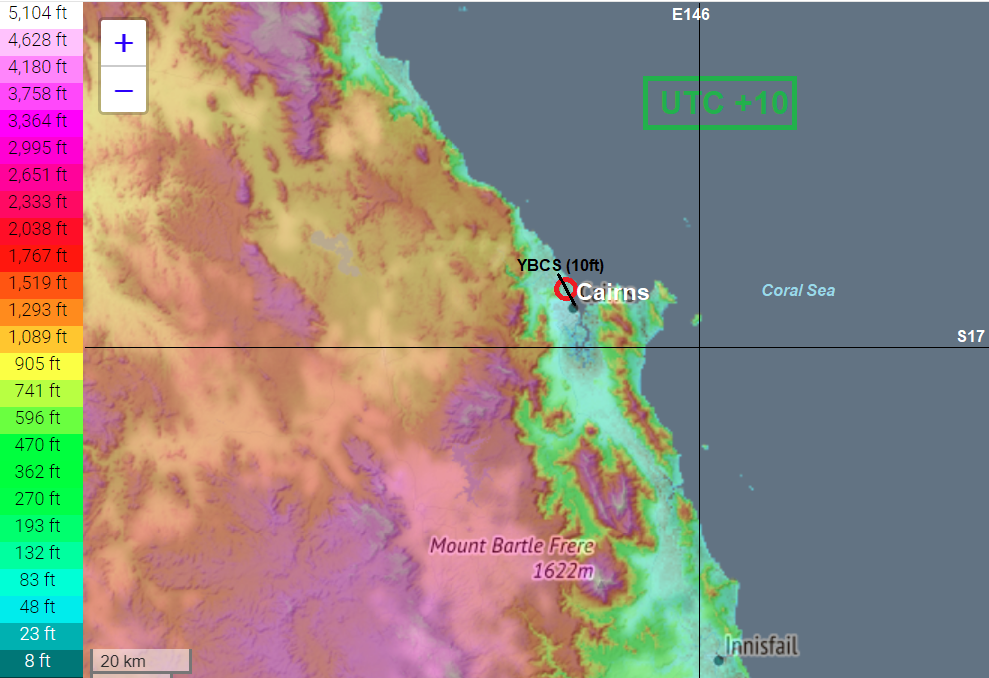 5,104 ft
4,628 ft
4,180 ft
3,758 ft
3,364 ft
2,995 ft
2,651 ft
2,333 ft
2,038 ft
1,767 ft
1,519 ft
1,293 ft
1,089 ft
905 ft
741 ft
596 ft
470 ft
362 ft
270 ft
193 ft
132 ft
83 ft
48 ft
23 ft
8 ft
+
−
E146
UTC +10
YBCS (10ft)
Cairns
Coral Sea
S17
Mount Bartle Frere
1622m
Innisfail
20 km